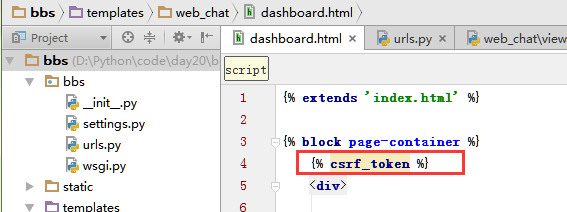 bbs templates web_chat dashboard.html
Project dashboard.html urls.py web_chat\view
bbs (D:\Python\code\day20\b
script
bbs
__init__.py
settings.py
urls.py
wsgi.py
static
templates
1 {% extends 'index.html' %}
2
3 {% block page-container %}
4 {% csrf_token %}
5 <div>